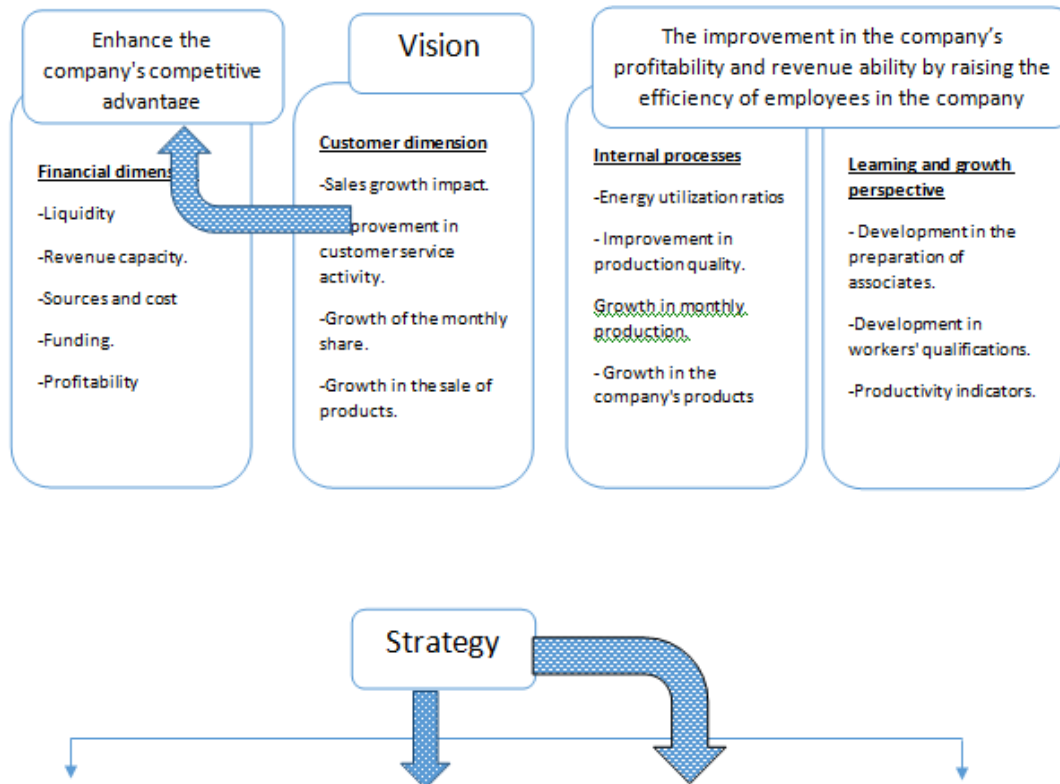 Enhance the
company's competitive
advantage
Vision
The improvement in the company's
profitability and revenue ability by raising the
efficiency of employees in the company
Financial dimens
-Liquidity
-Revenue capacity.
-Sources and cost
-Funding.
-Profitability
Customer dimension
-Sales growth impact.
provement in
customer service
activity.
-Growth of the monthly
share.
-Growth in the sale of
products.
Internal processes
-Energy utilization ratios
- Improvement in
production quality.
Growth in monthly
production.
- Growth in the
company's products
Learning and growth
perspective
- Development in the
preparation of
associates.
-Development in
workers' qualifications.
-Productivity indicators.
Strategy